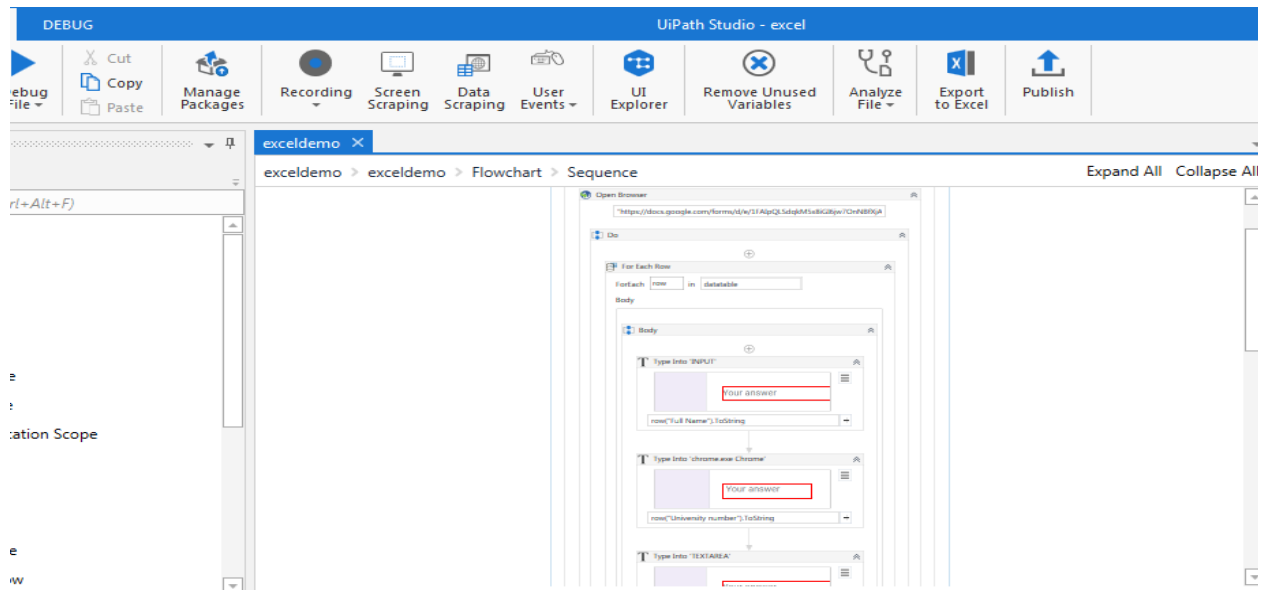 DEBUG
UiPath Studio - excel
Cut
Copy
Paste
ebug
File
Manage
Packages
Recording
Screen
Scraping
Data
Scraping
User
Events
UI
Explorer
Remove Unused
Variables
Analyze
File
Export
to Excel
Publish
exceldemo
exceldemo > exceldemo > Flowchart > Sequence
Expand All Collapse All
rl+Alt+F)
e
cation Scope
e
ow
Open Browser
Do
For Each Row
ForEach row in datatable
Body
Body
Type Into 'INPUT'
Your answer
row("Full Name").ToString
Type Into 'chrome.exe Chrome'
Your answer
row("University number").ToString
Type Into 'TEXTAREA'
Your answer